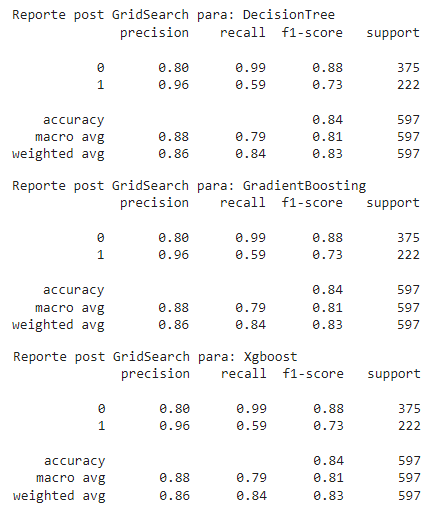 Reporte post GridSearch para: DecisionTree
precision recall f1-score support
0 0.80 0.99 0.88 375
1 0.96 0.59 0.73 222
accuracy 0.84 597
macro avg 0.88 0.79 0.81 597
weighted avg 0.86 0.84 0.83 597
Reporte post GridSearch para: GradientBoosting
precision recall f1-score support
0 0.80 0.99 0.88 375
1 0.96 0.59 0.73 222
accuracy 0.84 597
macro avg 0.88 0.79 0.81 597
weighted avg 0.86 0.84 0.83 597
Reporte post GridSearch para: Xgboost
precision recall f1-score support
0 0.80 0.99 0.88 375
1 0.96 0.59 0.73 222
accuracy 0.84 597
macro avg 0.88 0.79 0.81 597
weighted avg 0.86 0.84 0.83 597